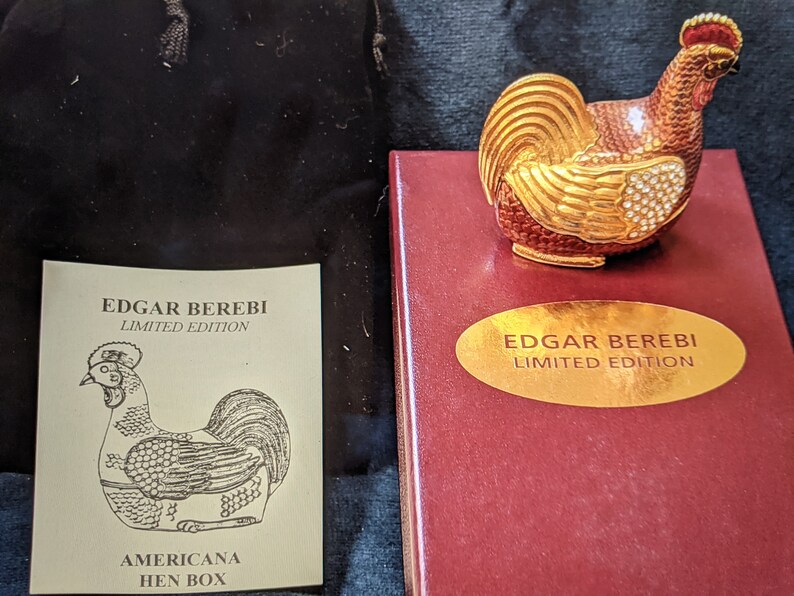 EDGAR BEREBI
LIMITED EDITION
AMERICANA
HEN BOX
EDGAR BEREBI
LIMITED EDITION